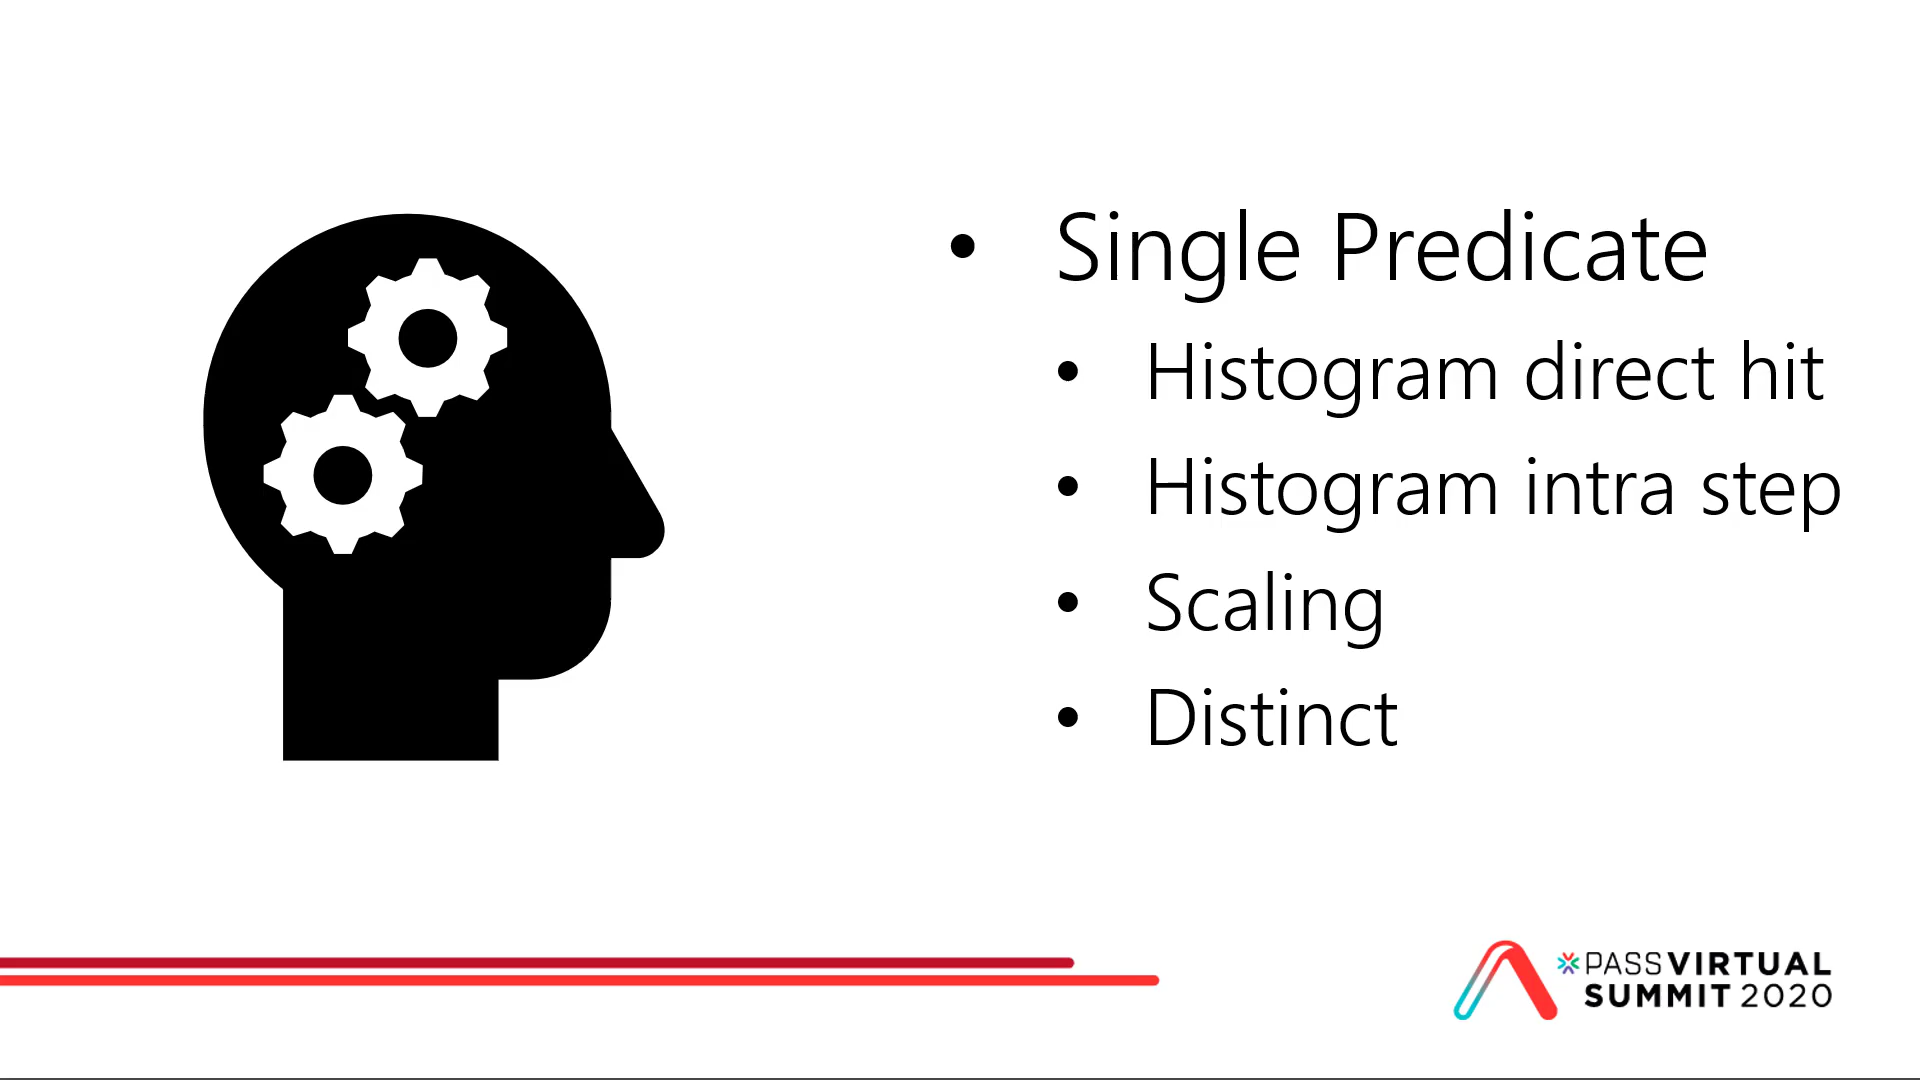 • Single Predicate
• Histogram direct hit
• Histogram intra step
• Scaling
• Distinct
PASS VIRTUAL
SUMMIT 2020